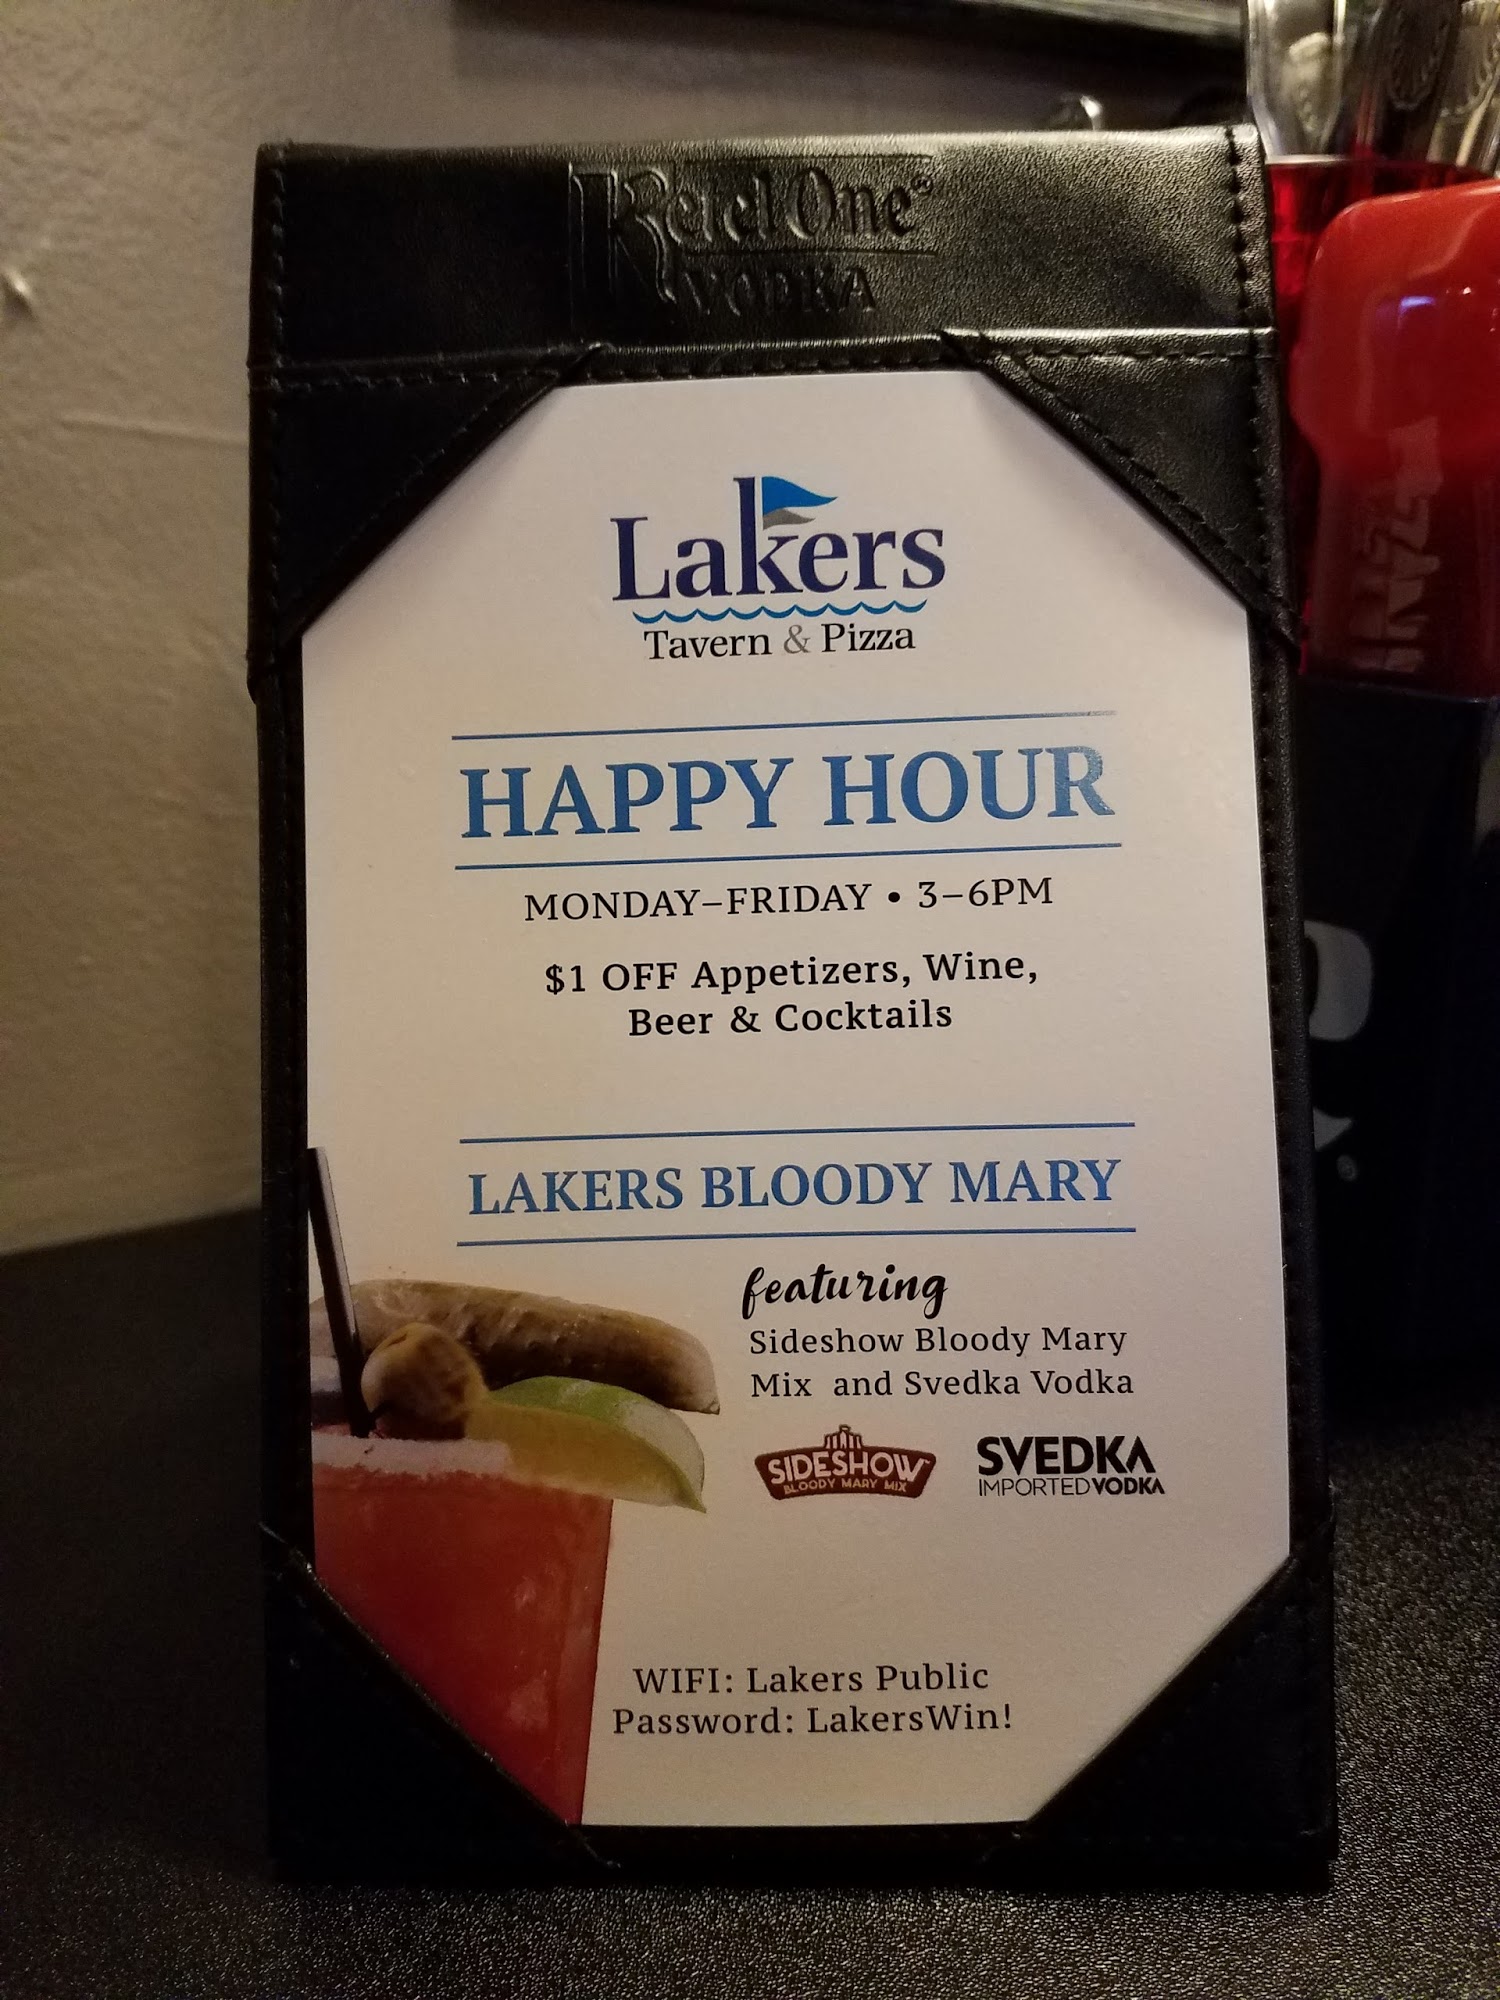 Ketel One
VODKA
Lakers
Tavern & Pizza
HAPPY HOUR
MONDAY–FRIDAY • 3–6PM
$1 OFF Appetizers, Wine,
Beer & Cocktails
LAKERS BLOODY MARY
featuring
Sideshow Bloody Mary
Mix and Svedka Vodka
SIDESHOW
BLOODY MARY MIX
SVEDKA
IMPORTED VODKA
WIFI: Lakers Public
Password: LakersWin!